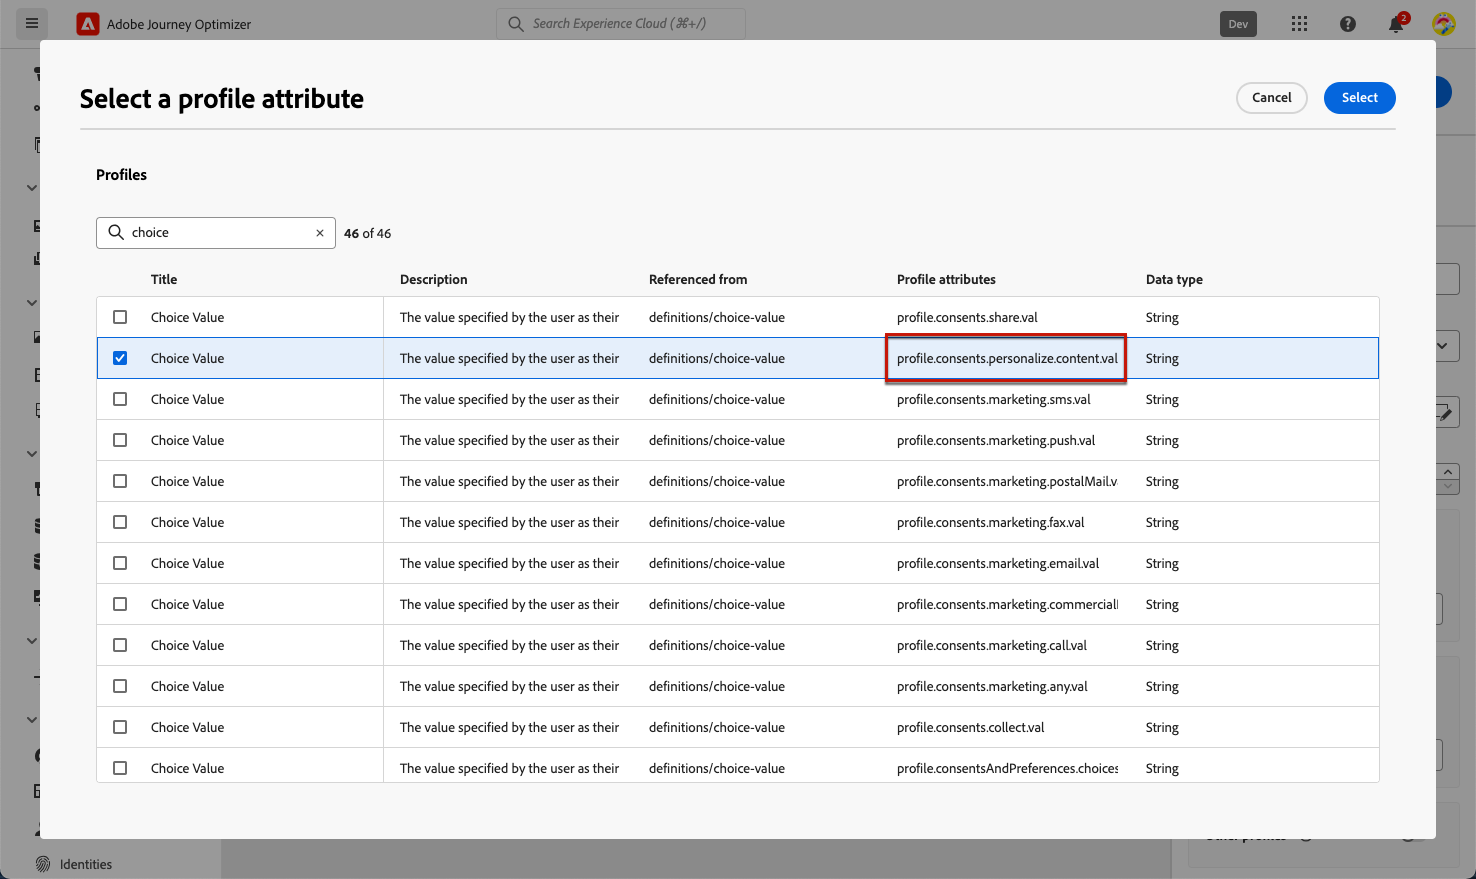 Adobe Journey Optimizer
Search Experience Cloud (⌘+/)
Dev
2
Select a profile attribute
Cancel
Select
Profiles
choice
46 of 46
Title Description Referenced from Profile attributes Data type
Choice Value The value specified by the user as their definitions/choice-value profile.consents.share.val String
Choice Value The value specified by the user as their definitions/choice-value profile.consents.personalize.content.val String
Choice Value The value specified by the user as their definitions/choice-value profile.consents.marketing.sms.val String
Choice Value The value specified by the user as their definitions/choice-value profile.consents.marketing.push.val String
Choice Value The value specified by the user as their definitions/choice-value profile.consents.marketing.postalMail.v String
Choice Value The value specified by the user as their definitions/choice-value profile.consents.marketing.fax.val String
Choice Value The value specified by the user as their definitions/choice-value profile.consents.marketing.email.val String
Choice Value The value specified by the user as their definitions/choice-value profile.consents.marketing.commercial String
Choice Value The value specified by the user as their definitions/choice-value profile.consents.marketing.call.val String
Choice Value The value specified by the user as their definitions/choice-value profile.consents.marketing.any.val String
Choice Value The value specified by the user as their definitions/choice-value profile.consents.collect.val String
Choice Value The value specified by the user as their definitions/choice-value profile.consentsAndPreferences.choices String
Identities